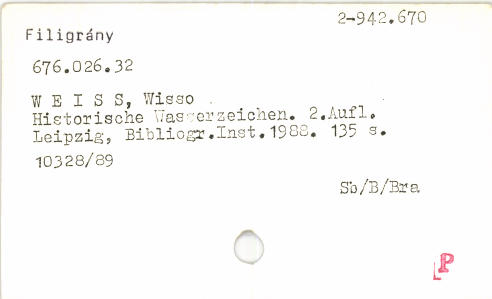 2-942.670
Filigrány
676.026.32
W E I S S, Wisso
Historische Wasserzeichen. 2.Aufl.
Leipzig, Bibliogr.Inst.1988. 135 s.
10328/89
Sb/B/Bra
P